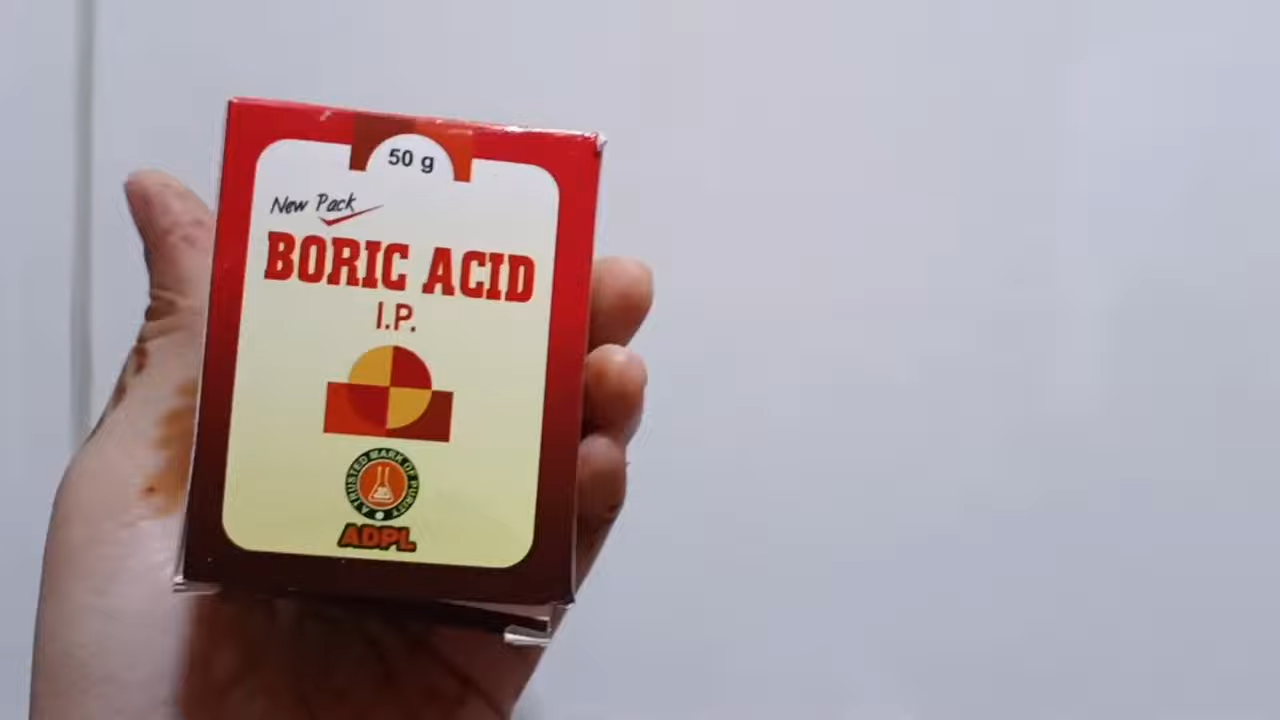 50 g
New Pack
BORIC ACID
I.P.
A TRUSTED MARK OF PURITY
ADPL